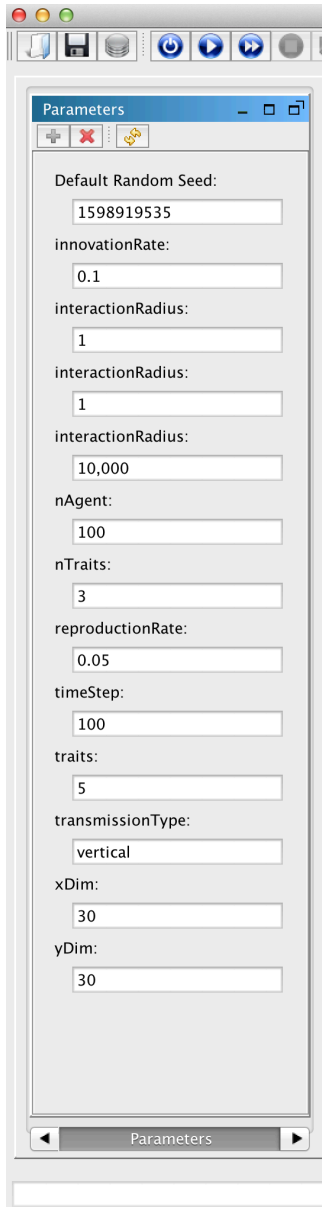 Parameters
Default Random Seed:
1598919535
innovationRate:
0.1
interactionRadius:
1
interactionRadius:
1
interactionRadius:
10,000
nAgent:
100
nTraits:
3
reproductionRate:
0.05
timeStep:
100
traits:
5
transmissionType:
vertical
xDim:
30
yDim:
30
Parameters